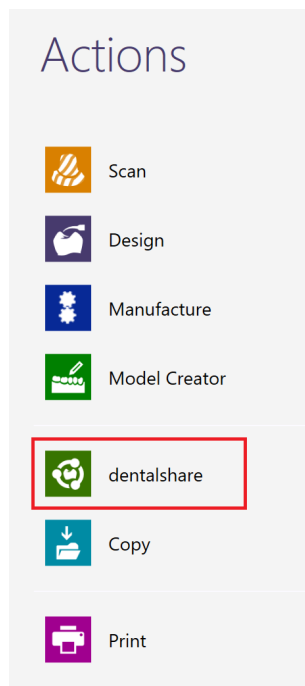 Actions
Scan
Design
Manufacture
Model Creator
dentalshare
Copy
Print